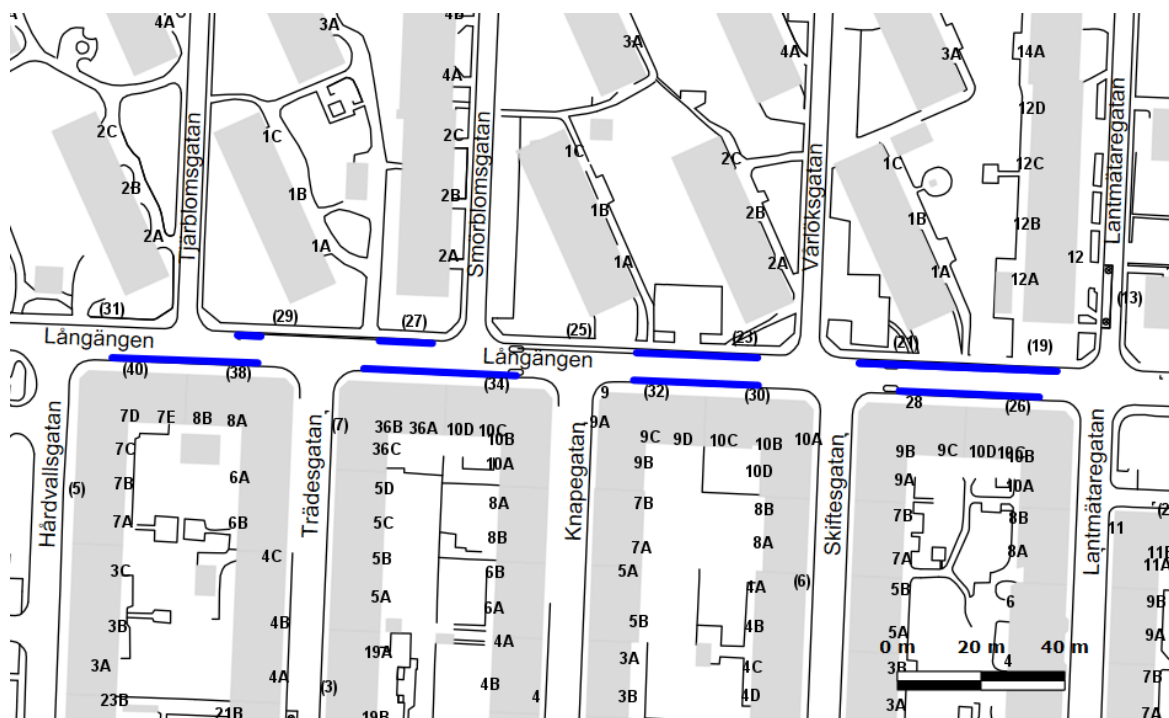 4A
3A
4B
3A
4A
3A
14A
4A
12D
2C
1C
2C
1C
2C
1C
12C
2B
1B
2B
1B
2B
1B
12B
2A
1A
2A
1A
2A
1A
12A
12
(13)
Tjärblomsgatan
Smörblomsgatan
Vårlöksgatan
Lantmätaregatan
(31)
(29)
(27)
(25)
(23)
(21)
(19)
Långängen
Långängen
(40)
(38)
(34)
(32)
(30)
28
(26)
9
7D
7E
8B
8A
(7)
36B
36A
10D
10C
10B
9A
9C
9D
10C
10B
10A
9B
9C
10D
10B
7C
36C
10A
9B
10D
9A
10A
6A
7B
(5)
5D
8A
7B
8B
7B
8B
7A
6B
5C
8B
7A
8A
7A
8A
11
11A
Hårdvallsgatan
Trädesgatan
Knapegatan
Skiftesgatan
Lantmätaregatan
3C
4C
5B
6B
5A
4A
(6)
5B
6
9B
5A
6A
3B
4B
5B
4B
5A
9A
19A
4A
3A
4C
3B
4
3A
4A
(3)
4B
4
3B
4D
3A
7B
23B
21B
19B
7A
0 m
20 m
40 m